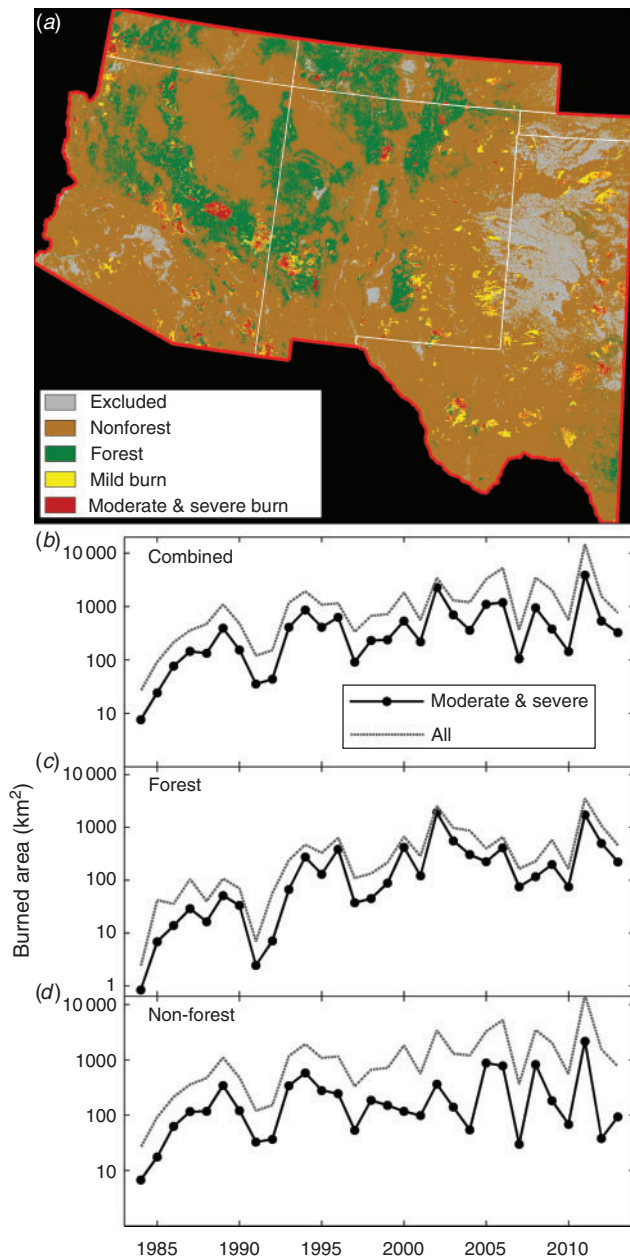 (a)
Excluded
Nonforest
Forest
Mild burn
Moderate & severe burn
(b)
Combined
10 000
1000
100
10
Moderate & severe
All
(c)
Forest
10 000
1000
100
10
1
Burned area (km²)
(d)
Non-forest
10 000
1000
100
10
1985 1990 1995 2000 2005 2010